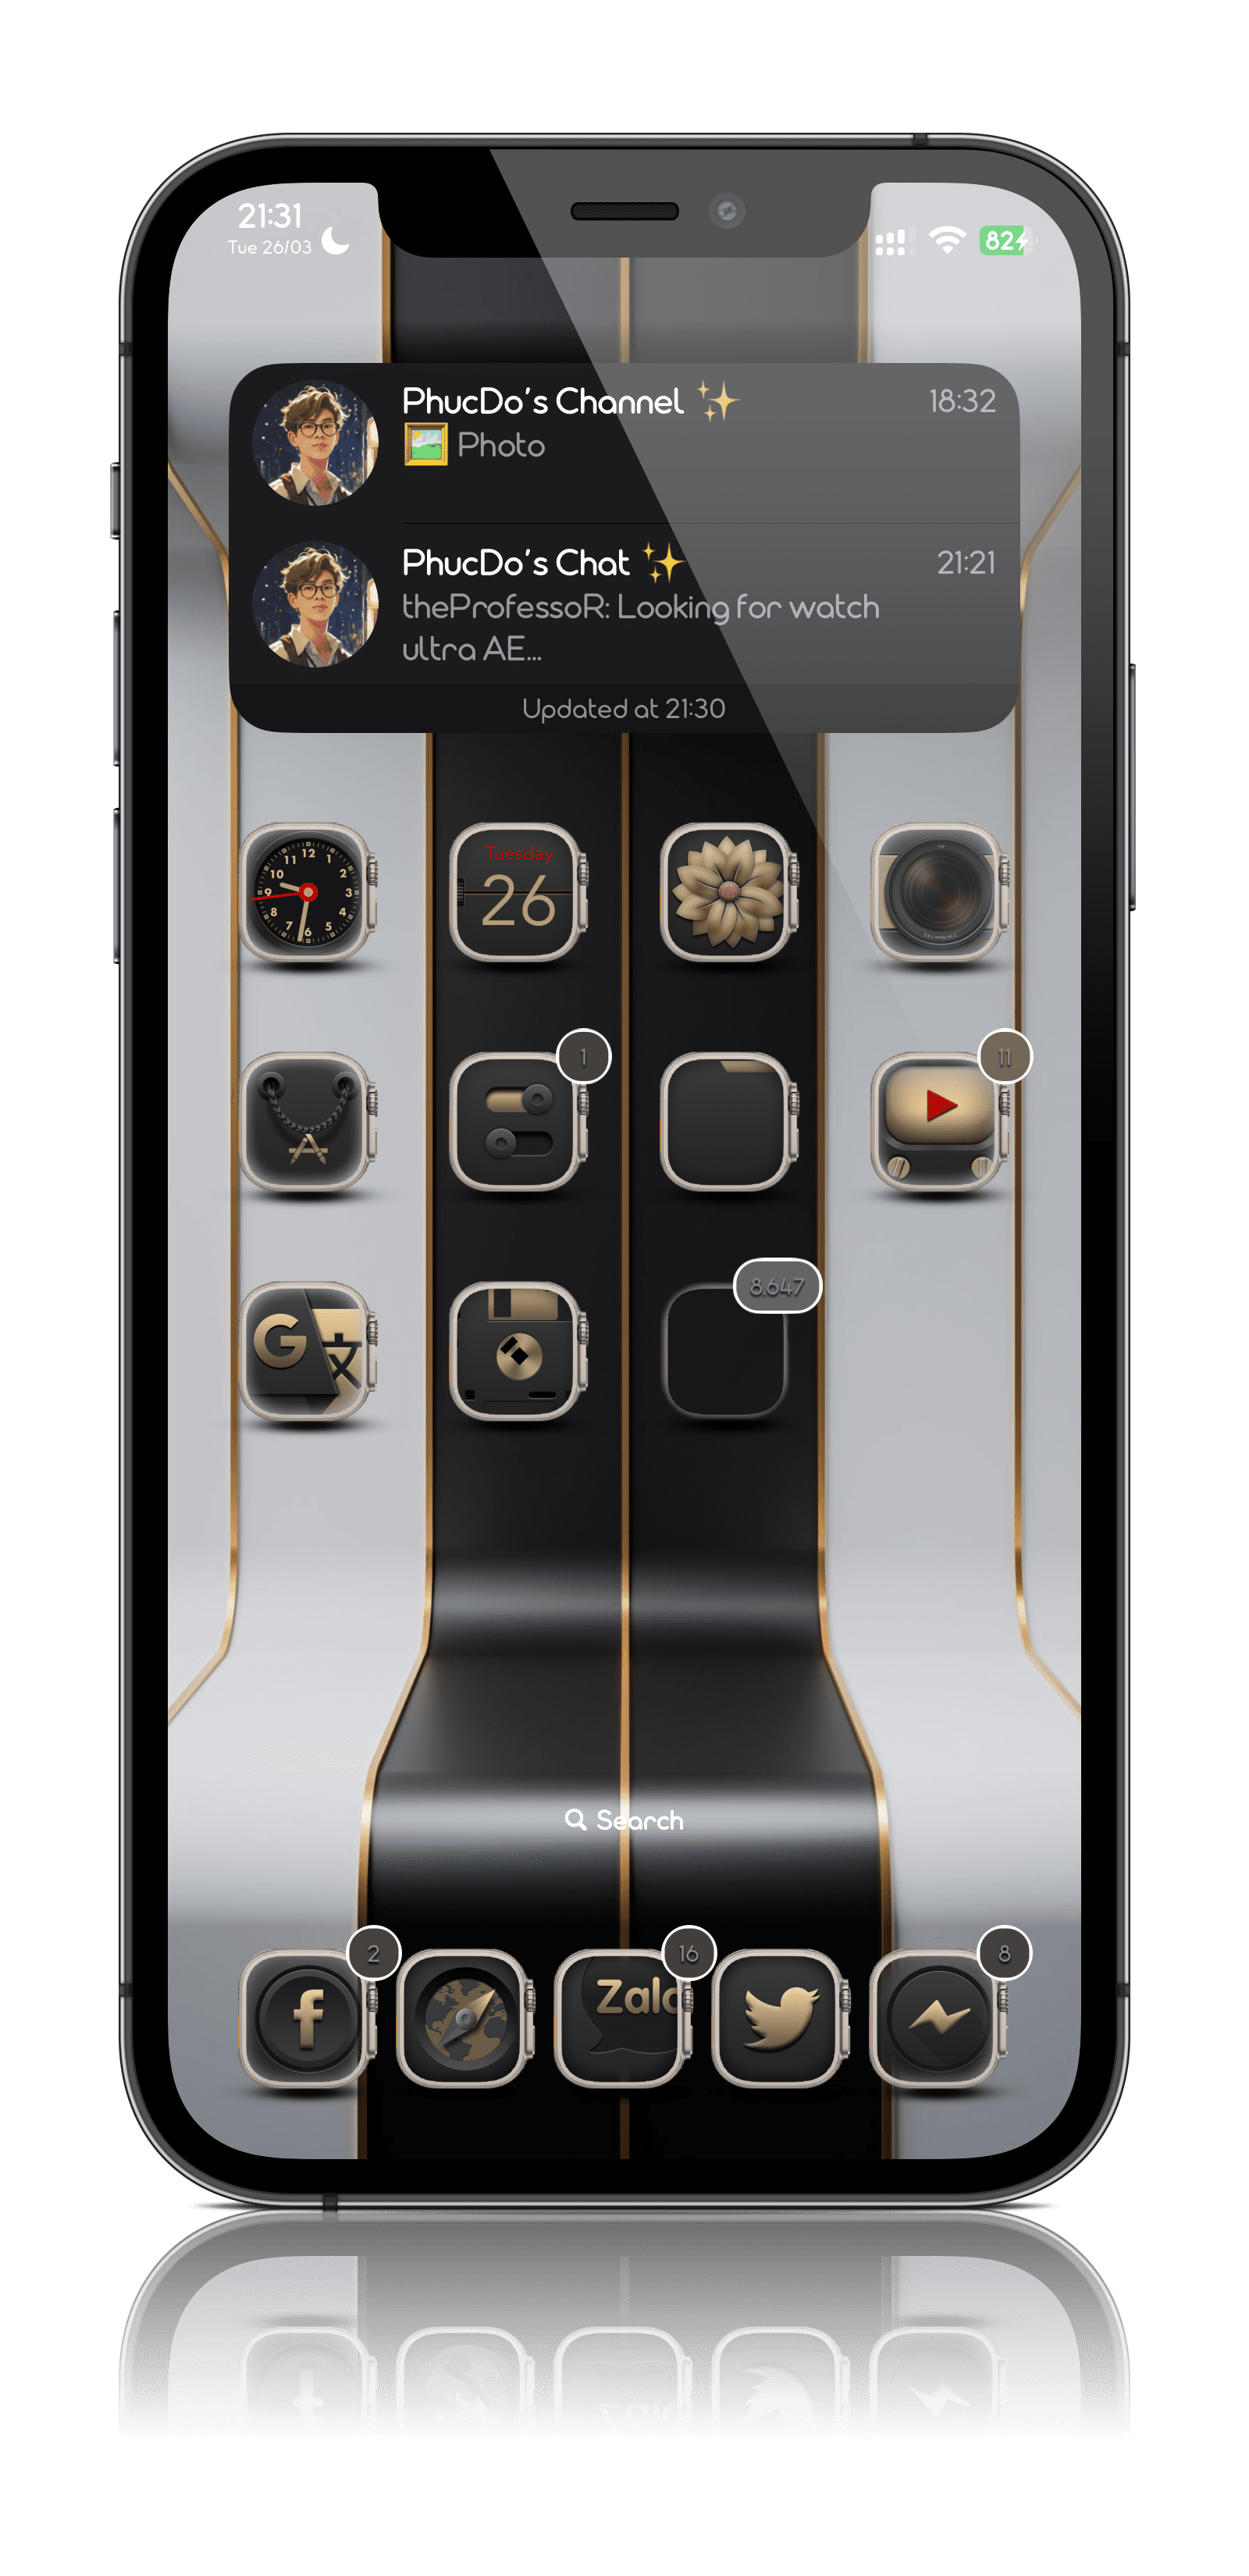 21:31
Tue 26/03
82
PhucDo's Channel ✨
18:32
🖼️ Photo
PhucDo's Chat ✨
21:21
theProfessoR: Looking for watch
ultra AE...
Updated at 21:30
12
11
1
10
2
9
3
8
4
7
5
6
Tuesday
26
1
11
G 文
8.647
Search
2
f
Zalo
16
8